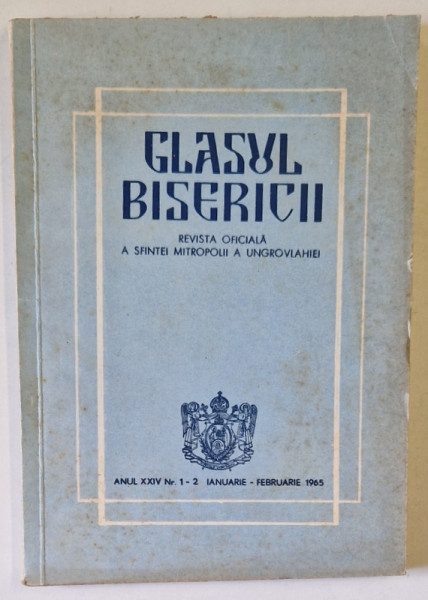 GLASUL
BISERICII
REVISTA OFICIALĂ
A SFINTEI MITROPOLII A UNGROVLAHIEI
ANUL XXIV Nr. 1 - 2 IANUARIE - FEBRUARIE 1965